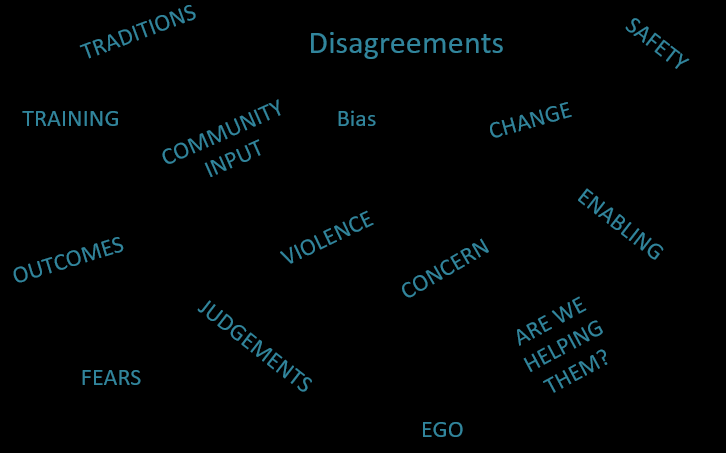 TRADITIONS
Disagreements
SAFETY
TRAINING
COMMUNITY
INPUT
Bias
CHANGE
ENABLING
OUTCOMES
VIOLENCE
CONCERN
JUDGEMENTS
ARE WE
HELPING
THEM?
FEARS
EGO